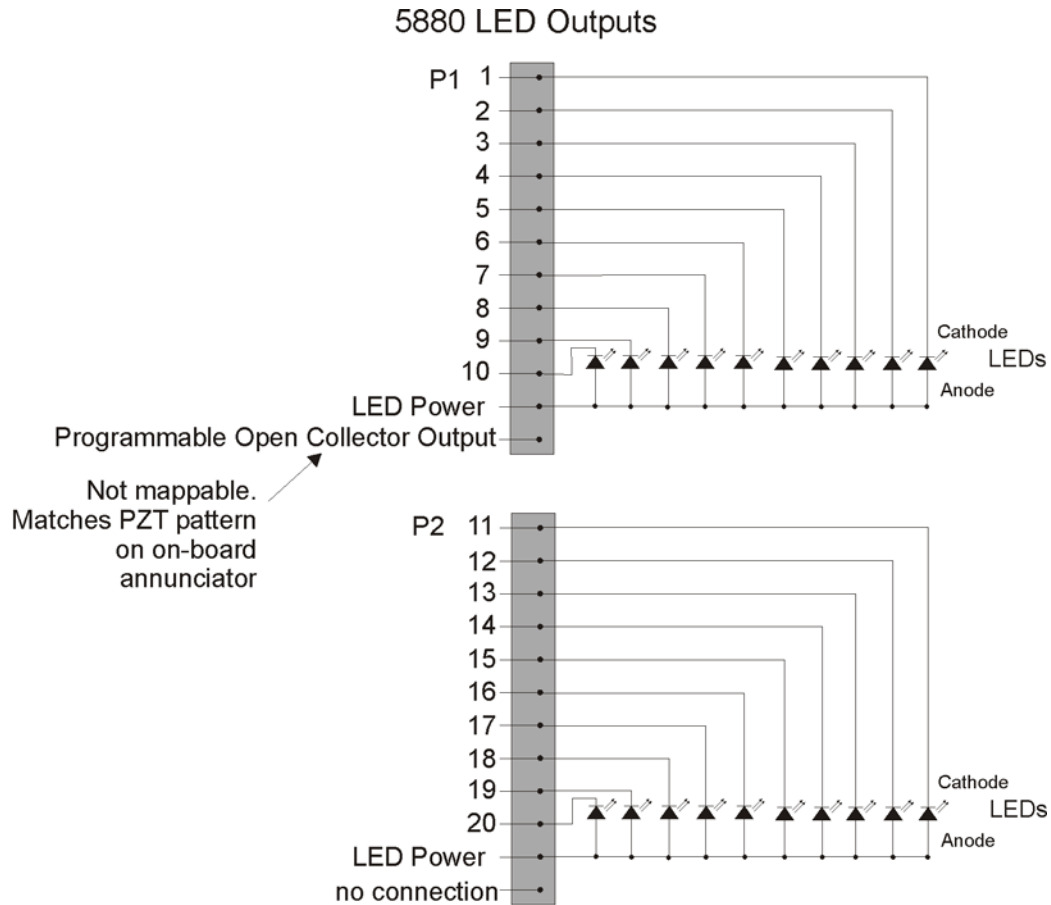 5880 LED Outputs
P1 1
2
3
4
5
6
7
8
9
10
LED Power
Programmable Open Collector Output
Cathode
LEDs
Anode
Not mappable.
Matches PZT pattern
on on-board
annunciator
P2 11
12
13
14
15
16
17
18
19
20
LED Power
no connection
Cathode
LEDs
Anode